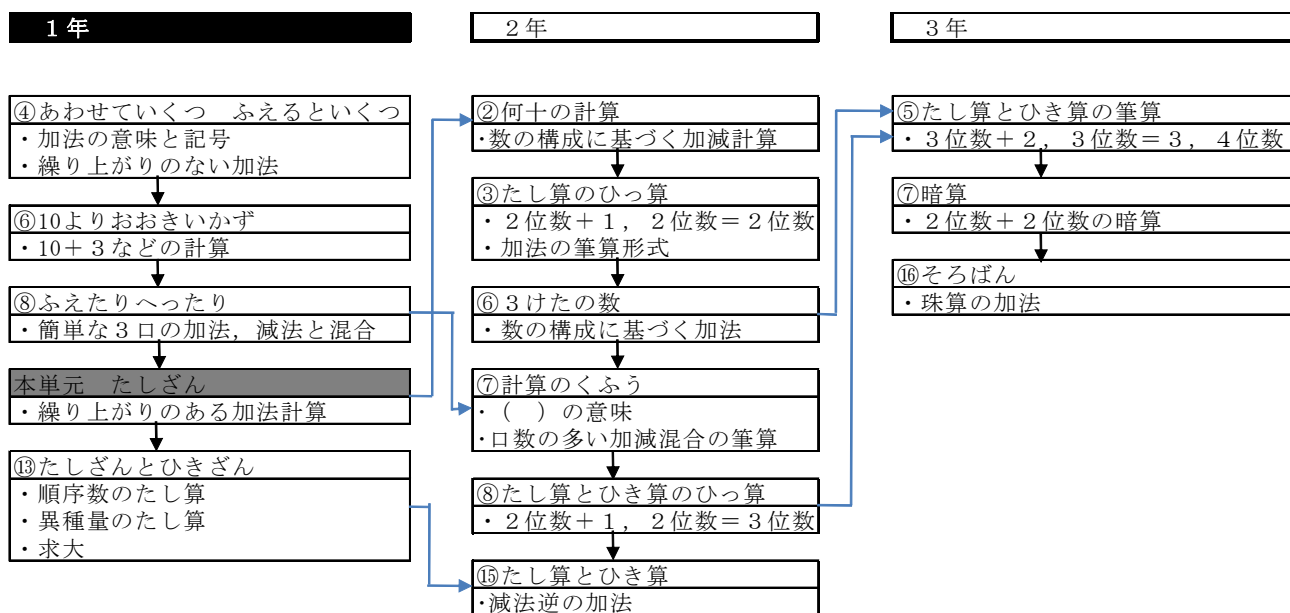 １年
④あわせていくつ　ふえるといくつ
・加法の意味と記号
・繰り上がりのない加法
⑥10よりおおきいかず
・10＋３などの計算
⑧ふえたりへったり
・簡単な３口の加法，減法と混合
本単元　たしざん
・繰り上がりのある加法計算
⑬たしざんとひきざん
・順序数のたし算
・異種量のたし算
・求大
２年
②何十の計算
・数の構成に基づく加減計算
③たし算のひっ算
・２位数＋１，２位数＝２位数
・加法の筆算形式
⑥３けたの数
・数の構成に基づく加法
⑦計算のくふう
・（　）の意味
・口数の多い加減混合の筆算
⑧たし算とひき算のひっ算
・２位数＋１，２位数＝３位数
⑮たし算とひき算
・減法逆の加法
３年
⑤たし算とひき算の筆算
・３位数＋２，３位数＝３，４位数
⑦暗算
・２位数＋２位数の暗算
⑯そろばん
・珠算の加法